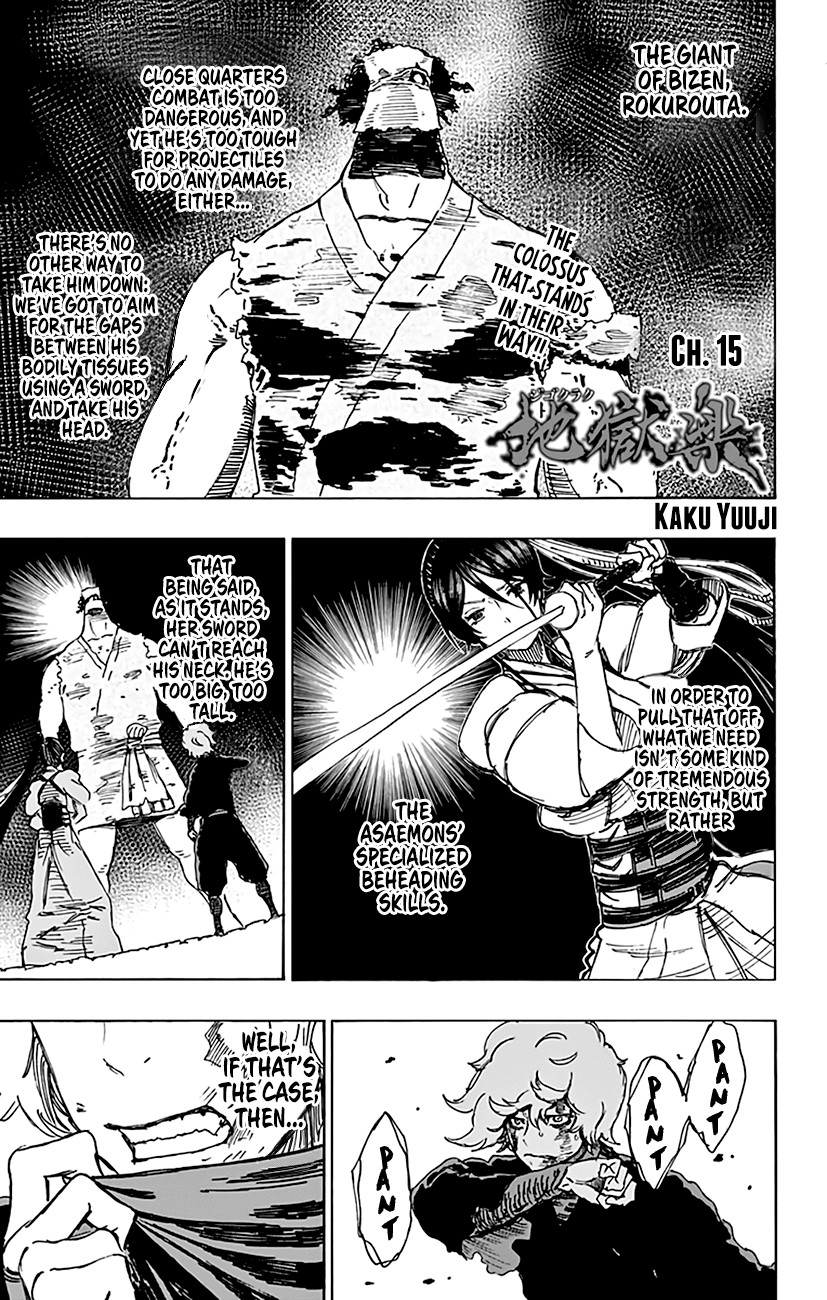 THE GIANT
OF BIZEN,
ROKUROUTA.
CLOSE QUARTERS
COMBAT IS TOO
DANGEROUS, AND
YET HE'S TOO TOUGH
FOR PROJECTILES
TO DO ANY DAMAGE,
EITHER...
THERE'S NO
OTHER WAY TO
TAKE HIM DOWN:
WE'VE GOT TO AIM
FOR THE GAPS
BETWEEN HIS
BODILY TISSUES
USING A SWORD,
AND TAKE HIS
HEAD.
THE
COLOSSUS
THAT STANDS
IN THEIR
WAY!!
CH. 15
ジゴクラク
地獄楽
KAKU YUUJI
IN ORDER TO
PULL THAT OFF,
WHAT WE NEED
ISN'T SOME KIND
OF TREMENDOUS
STRENGTH, BUT
RATHER
THE
ASAEMONS'
SPECIALIZED
BEHEADING
SKILLS.
THAT
BEING SAID,
AS IT STANDS,
HER SWORD
CAN'T REACH
HIS NECK. HE'S
TOO BIG, TOO
TALL.
PANT
PANT
PANT
WELL,
IF THAT'S
THE CASE,
THEN...